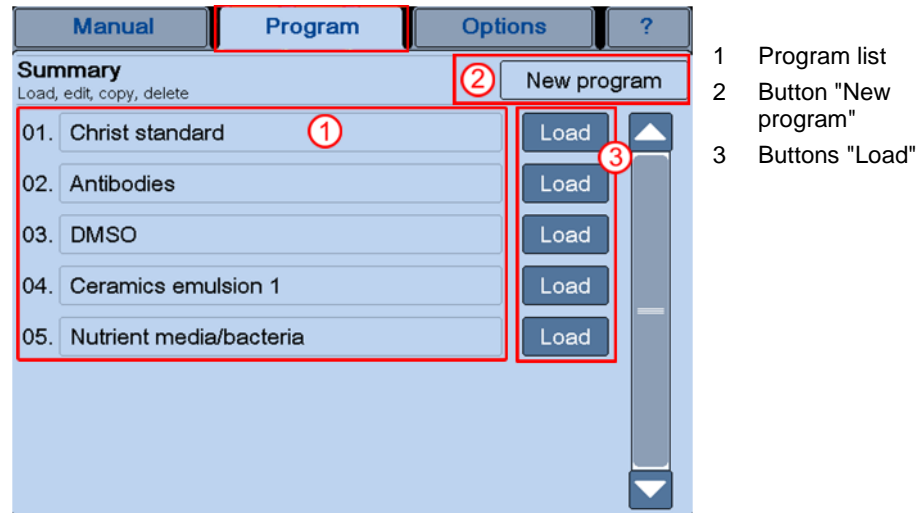 Manual Program Options ?
Summary
Load, edit, copy, delete
2 New program
01. Christ standard 1 Load
3
02. Antibodies Load
03. DMSO Load
04. Ceramics emulsion 1 Load
05. Nutrient media/bacteria Load
1 Program list
2 Button "New
program"
3 Buttons "Load"